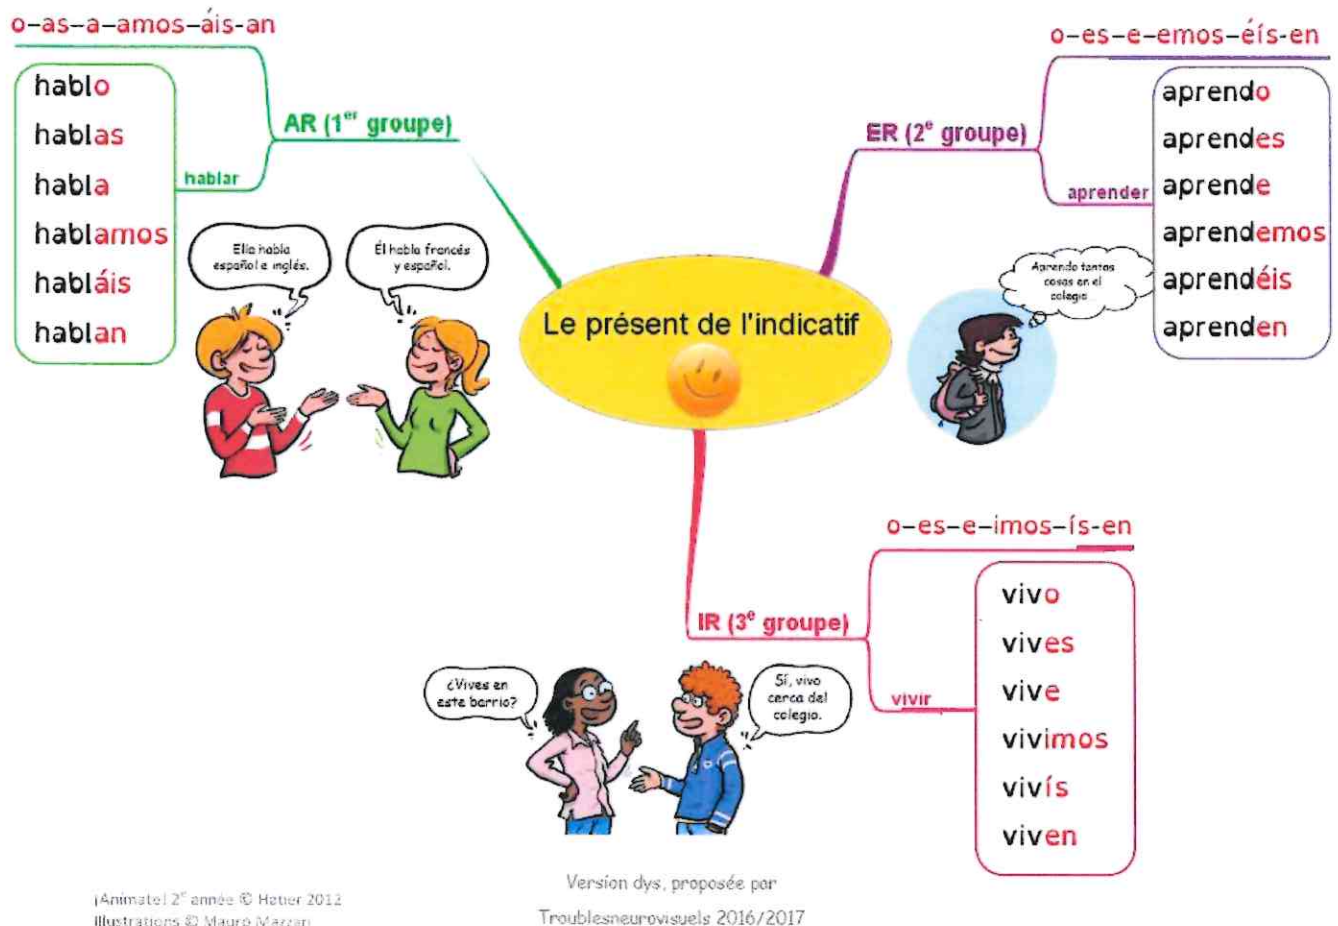 o–as–a–amos–áis-an
AR (1er groupe)
hablar
hablo
hablas
habla
hablamos
habláis
hablan
Ella habla
español e inglés.
Él habla francés
y español.
Le présent de l'indicatif
o–es–e–emos–éís-en
ER (2e groupe)
aprender
aprendo
aprendes
aprende
aprendemos
aprendéis
aprenden
Aprendo tantas
cosas en el
colegio
o–es–e–imos–ís-en
IR (3e groupe)
vivir
vivo
vives
vive
vivimos
vivís
viven
¿Vives en
este barrio?
Sí, vivo
cerca del
colegio.
Version dys, proposée par
Troublesneurovisuels 2016/2017
¡Animate! 2e année © Hatier 2012
Illustrations © Mauro Mazzari